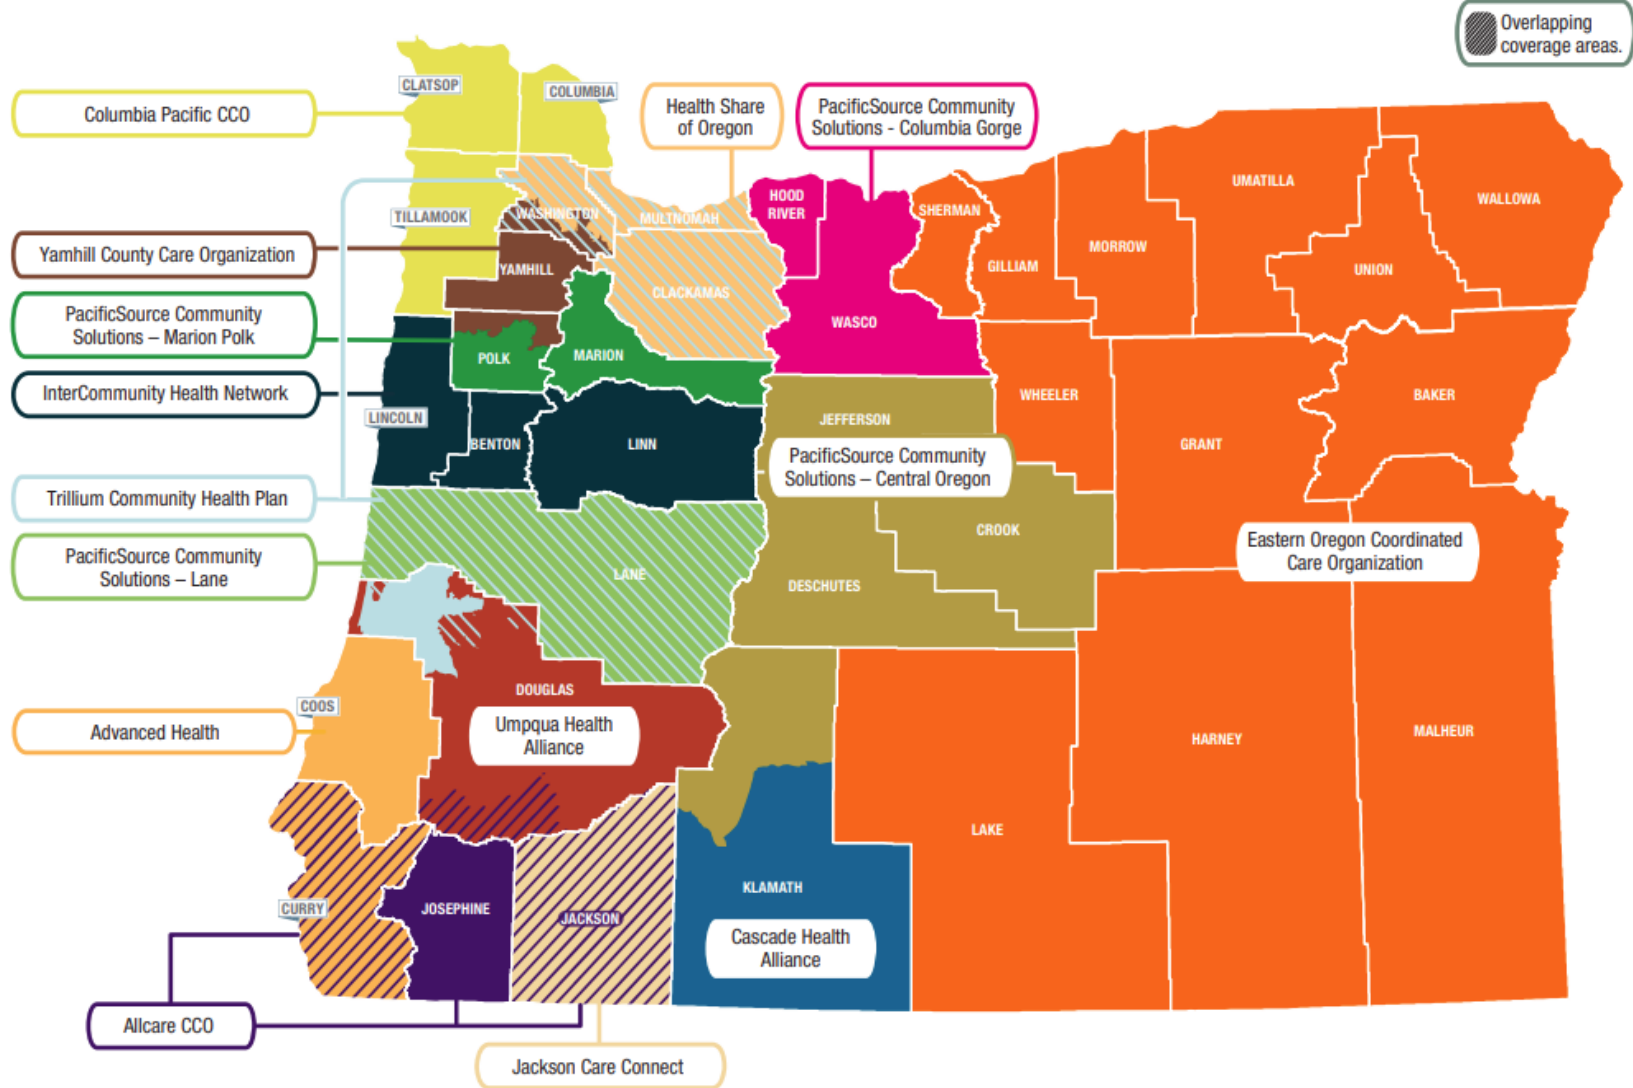 Overlapping
coverage areas.
CLATSOP
COLUMBIA
Columbia Pacific CCO
Health Share
of Oregon
PacificSource Community
Solutions - Columbia Gorge
HOOD
RIVER
UMATILLA
WALLOWA
TILLAMOOK
WASHINGTON
MULTNOMAH
SHERMAN
MORROW
Yamhill County Care Organization
YAMHILL
GILLIAM
UNION
CLACKAMAS
PacificSource Community
Solutions – Marion Polk
WASCO
POLK
MARION
InterCommunity Health Network
WHEELER
BAKER
LINCOLN
JEFFERSON
BENTON
LINN
GRANT
PacificSource Community
Solutions – Central Oregon
Trillium Community Health Plan
CROOK
Eastern Oregon Coordinated
Care Organization
PacificSource Community
Solutions – Lane
LANE
DESCHUTES
DOUGLAS
COOS
Umpqua Health
Alliance
Advanced Health
HARNEY
MALHEUR
LAKE
KLAMATH
CURRY
JOSEPHINE
JACKSON
Cascade Health
Alliance
Allcare CCO
Jackson Care Connect